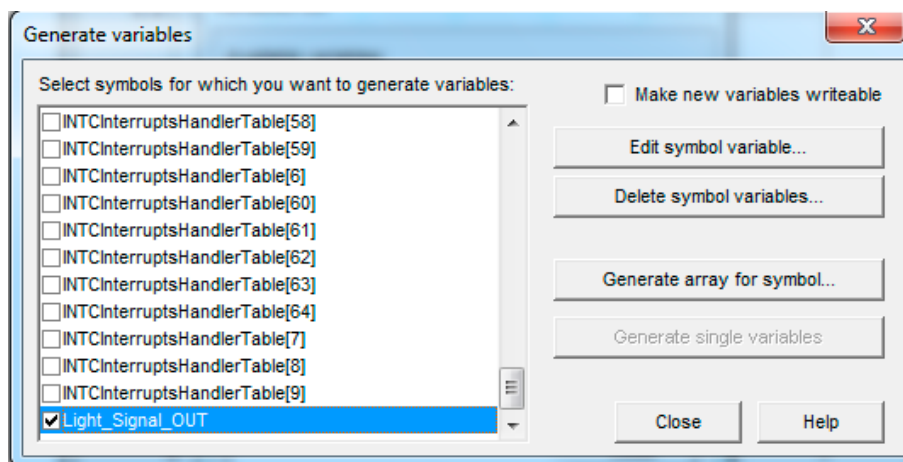 Generate variables
Select symbols for which you want to generate variables:
INTCInterruptsHandlerTable[58]
INTCInterruptsHandlerTable[59]
INTCInterruptsHandlerTable[6]
INTCInterruptsHandlerTable[60]
INTCInterruptsHandlerTable[61]
INTCInterruptsHandlerTable[62]
INTCInterruptsHandlerTable[63]
INTCInterruptsHandlerTable[64]
INTCInterruptsHandlerTable[7]
INTCInterruptsHandlerTable[8]
INTCInterruptsHandlerTable[9]
Light_Signal_OUT
Make new variables writeable
Edit symbol variable...
Delete symbol variables...
Generate array for symbol...
Generate single variables
Close
Help